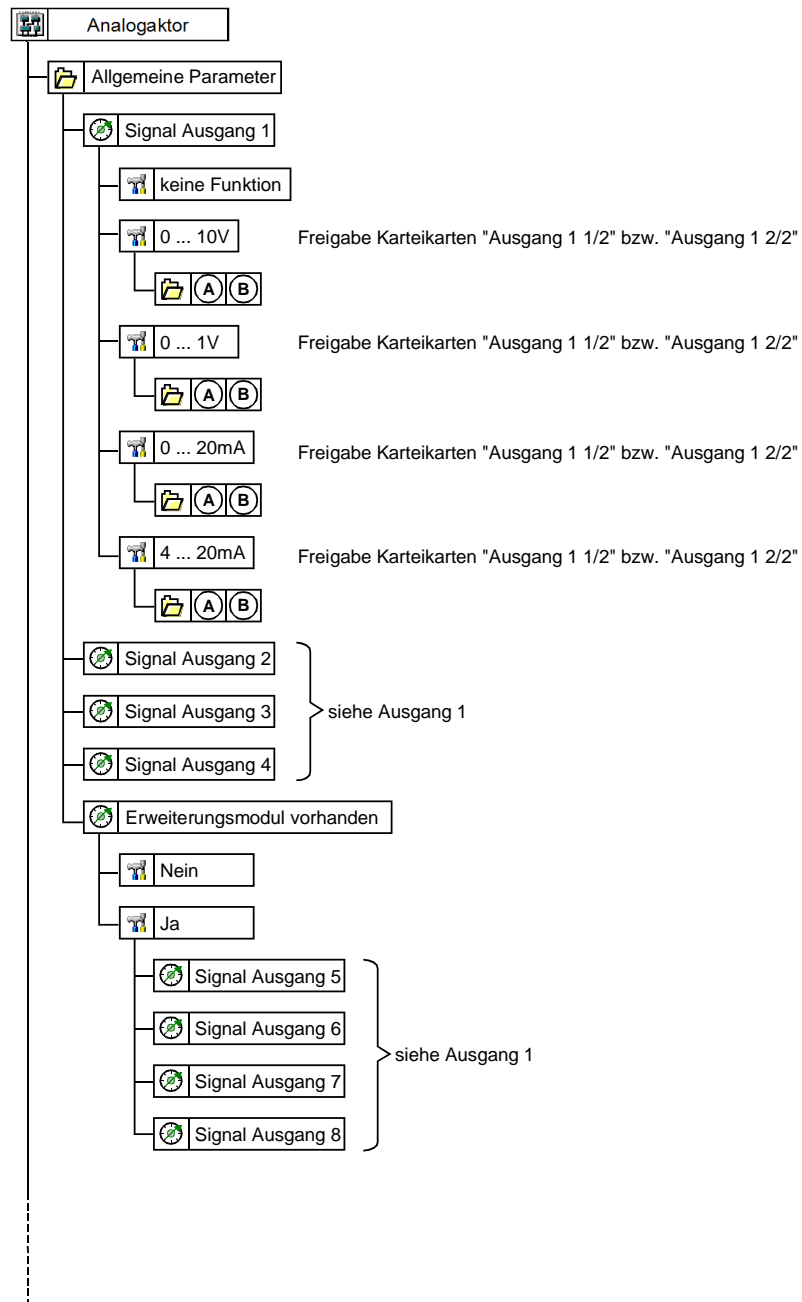 Analogaktor
Allgemeine Parameter
Signal Ausgang 1
keine Funktion
0 ... 10V Freigabe Karteikarten "Ausgang 1 1/2" bzw. "Ausgang 1 2/2"
A B
0 ... 1V Freigabe Karteikarten "Ausgang 1 1/2" bzw. "Ausgang 1 2/2"
A B
0 ... 20mA Freigabe Karteikarten "Ausgang 1 1/2" bzw. "Ausgang 1 2/2"
A B
4 ... 20mA Freigabe Karteikarten "Ausgang 1 1/2" bzw. "Ausgang 1 2/2"
A B
Signal Ausgang 2
Signal Ausgang 3 siehe Ausgang 1
Signal Ausgang 4
Erweiterungsmodul vorhanden
Nein
Ja
Signal Ausgang 5
Signal Ausgang 6
siehe Ausgang 1
Signal Ausgang 7
Signal Ausgang 8